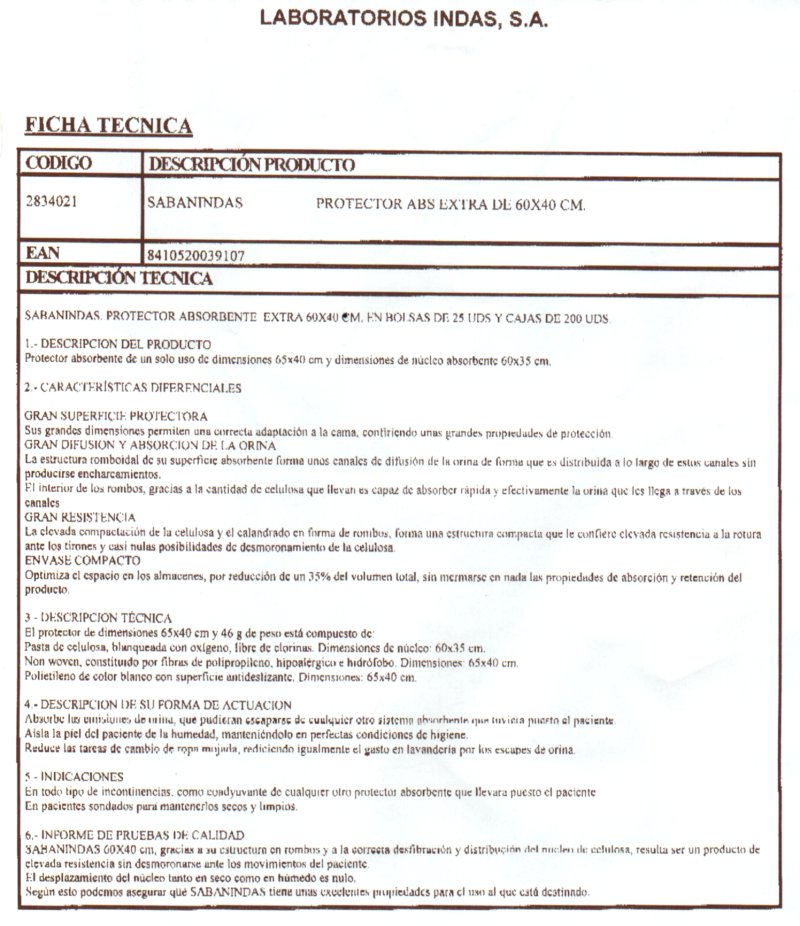 LABORATORIOS INDAS, S.A.
FICHA TECNICA
CODIGO DESCRIPCIÓN PRODUCTO
2834021 SABANINDAS PROTECTOR ABS EXTRA DE 60X40 CM.
EAN 8410520039107
DESCRIPCIÓN TECNICA
SABANINDAS. PROTECTOR ABSORBENTE EXTRA 60X40 CM. EN BOLSAS DE 25 UDS Y CAJAS DE 200 UDS.
1.- DESCRIPCION DEL PRODUCTO
Protector absorbente de un solo uso de dimensiones 65x40 cm y dimensiones de núcleo absorbente 60x35 cm.
2.- CARACTERÍSTICAS DIFERENCIALES
GRAN SUPERFICIE PROTECTORA
Sus grandes dimensiones permiten una correcta adaptación a la cama, confiriendo unas grandes propiedades de protección.
GRAN DIFUSION Y ABSORCION DE LA ORINA
La estructura romboidal de su superficie absorbente forma unos canales de difusión de la orina de forma que es distribuida a lo largo de estos canales sin
producirse encharcamientos.
El interior de los rombos, gracias a la cantidad de celulosa que llevan es capaz de absorber rápida y efectivamente la orina que les llega a través de los
canales
GRAN RESISTENCIA
La elevada compactación de la celulosa y el calandrado en forma de rombos, forma una estructura compacta que le confiere elevada resistencia a la rotura
ante los tirones y casi nulas posibilidades de desmoronamiento de la celulosa.
ENVASE COMPACTO
Optimiza el espacio en los almacenes, por reducción de un 35% del volumen total, sin mermarse en nada las propiedades de absorción y retención del
producto.
3 - DESCRIPCION TÉCNICA
El protector de dimensiones 65x40 cm y 46 g de peso está compuesto de:
Pasta de celulosa, blanqueada con oxígeno, libre de clorinas. Dimensiones de núcleo: 60x35 cm.
Non woven, constituido por fibras de polipropileno, hipoalérgico e hidrófobo. Dimensiones: 65x40 cm.
Polietileno de color blanco con superficie antideslizante. Dimensiones: 65x40 cm.
4.- DESCRIPCION DE SU FORMA DE ACTUACION
Absorbe las emisiones de orina, que pudieran escaparse de cualquier otro sistema absorbente que tuviera puesto el paciente.
Aisla la piel del paciente de la humedad, manteniéndolo en perfectas condiciones de higiene.
Reduce las tareas de cambio de ropa mojada, rediciendo igualmente el gasto en lavandería por los escapes de orina.
5 - INDICACIONES
En todo tipo de incontinencias, como coadyuvante de cualquier otro protector absorbente que llevara puesto el paciente
En pacientes sondados para mantenerlos secos y limpios.
6.- INFORME DE PRUEBAS DE CALIDAD
SABANINDAS 60X40 cm, gracias a su estructura en rombos y a la correcta desfibración y distribución del nucleo de celulosa, resulta ser un producto de
elevada resistencia sin desmoronarse ante los movimientos del paciente.
El desplazamiento del núcleo tanto en seco como en húmedo es nulo.
Según esto podemos asegurar que SABANINDAS tiene unas excelentes propiedades para el uso al que está destinado.